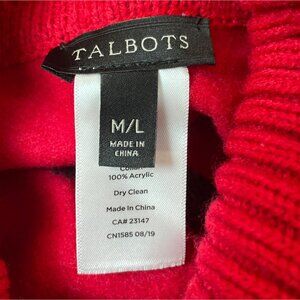 TALBOTS
M/L
MADE IN
CHINA
100% Acrylic
Dry Clean
Made In China
CA# 23147
CN1585 08/19